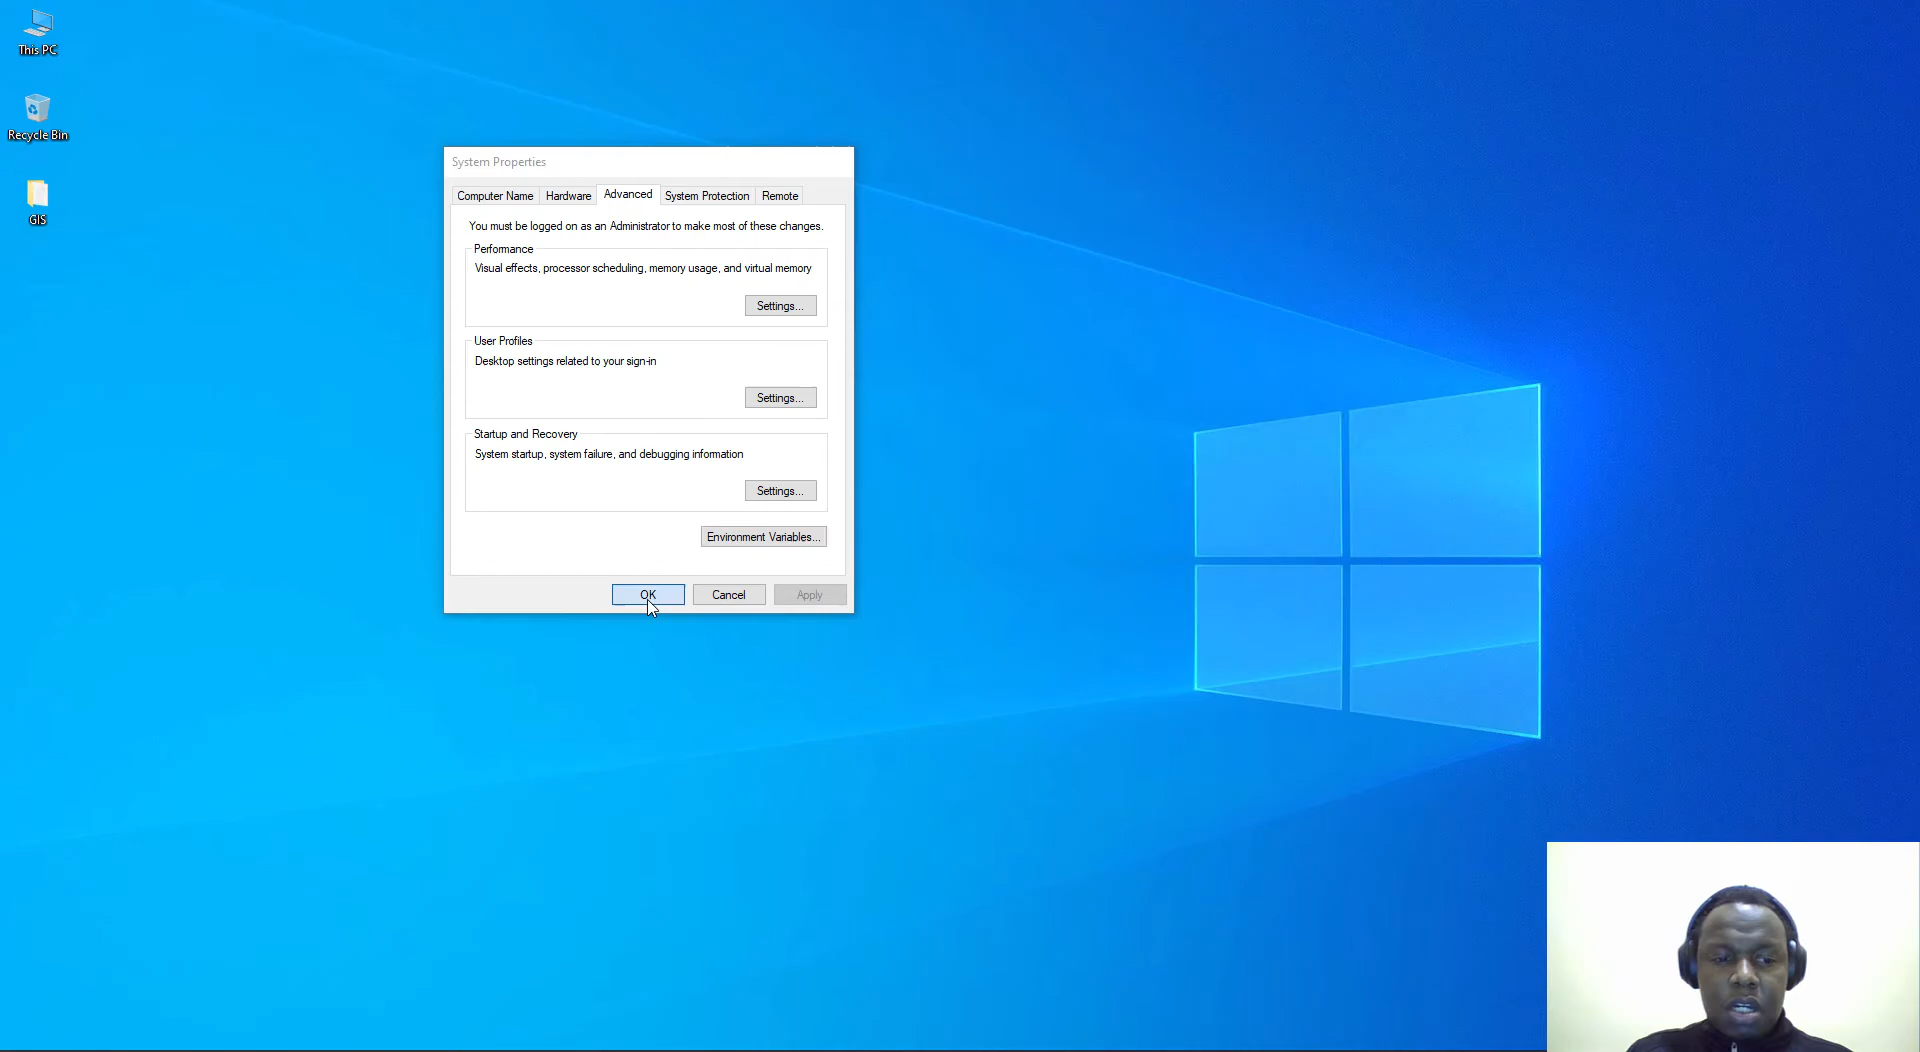 This PC
Recycle Bin
GIS
System Properties
Computer Name Hardware Advanced System Protection Remote
You must be logged on as an Administrator to make most of these changes.
Performance
Visual effects, processor scheduling, memory usage, and virtual memory
Settings...
User Profiles
Desktop settings related to your sign-in
Settings...
Startup and Recovery
System startup, system failure, and debugging information
Settings...
Environment Variables...
OK Cancel Apply